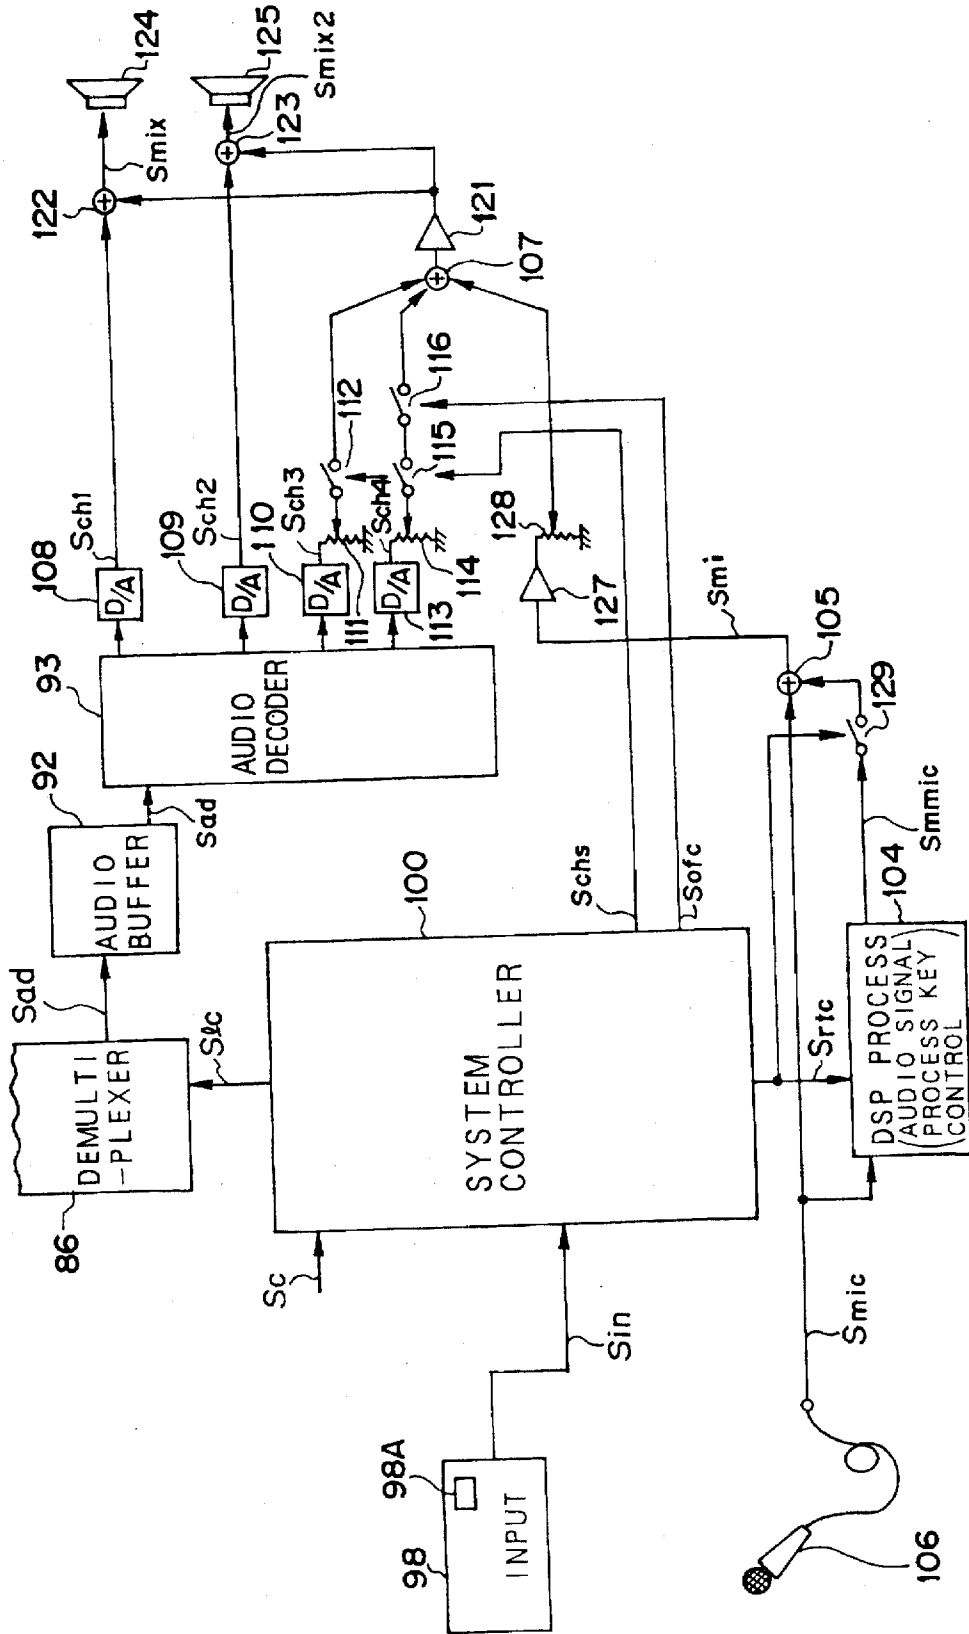 86
DEMULTI
-PLEXER
Sad
92
AUDIO
BUFFER
Sad
93
AUDIO
DECODER
108
D/A
Sch1
122
Smix
124
109
D/A
Sch2
123
Smix2
125
110
D/A
Sch3
111
112
113
D/A
Sch4
114
115
116
107
121
Slc
Sc
SYSTEM
CONTROLLER
100
Schs
Sofc
98
98A
INPUT
Sin
127
128
Smi
105
129
Srtc
Smmic
104
DSP PROCESS
(AUDIO SIGNAL
PROCESS KEY
CONTROL)
Smic
106